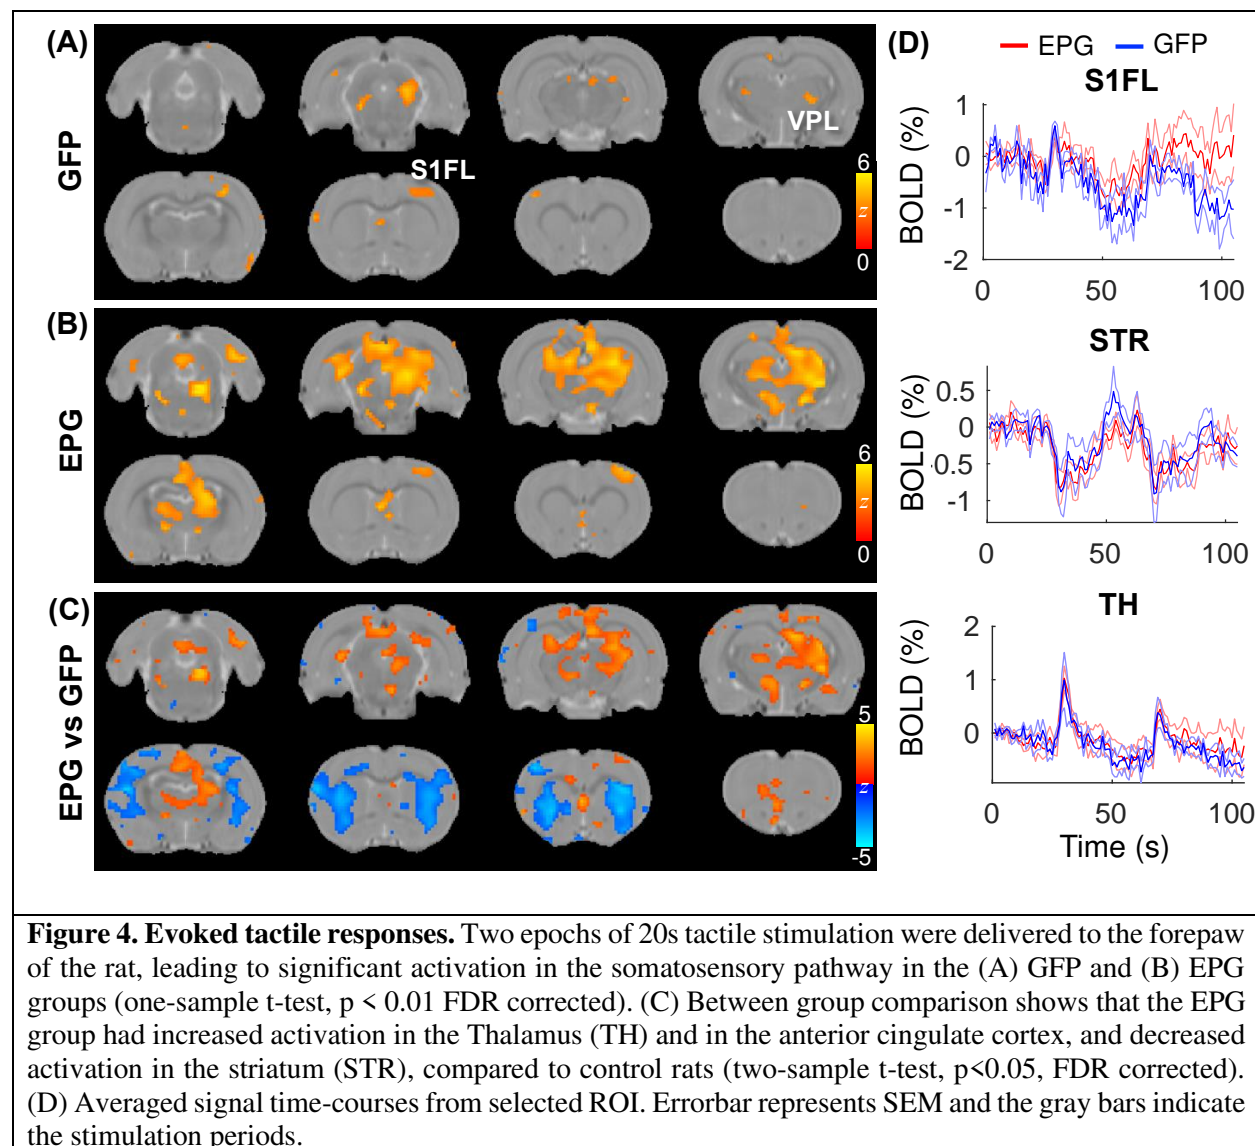 (A)
GFP
VPL
S1FL
6
z
0
(B)
EPG
6
z
0
(C)
EPG vs GFP
5
z
-5
(D)
EPG GFP
S1FL
BOLD (%)
1
0
-1
-2
0 50 100
STR
BOLD (%)
0.5
0
-0.5
-1
0 50 100
TH
BOLD (%)
2
0
0 50 100
Time (s)
Figure 4. Evoked tactile responses. Two epochs of 20s tactile stimulation were delivered to the forepaw
of the rat, leading to significant activation in the somatosensory pathway in the (A) GFP and (B) EPG
groups (one-sample t-test, p < 0.01 FDR corrected). (C) Between group comparison shows that the EPG
group had increased activation in the Thalamus (TH) and in the anterior cingulate cortex, and decreased
activation in the striatum (STR), compared to control rats (two-sample t-test, p<0.05, FDR corrected).
(D) Averaged signal time-courses from selected ROI. Errorbar represents SEM and the gray bars indicate
the stimulation periods.